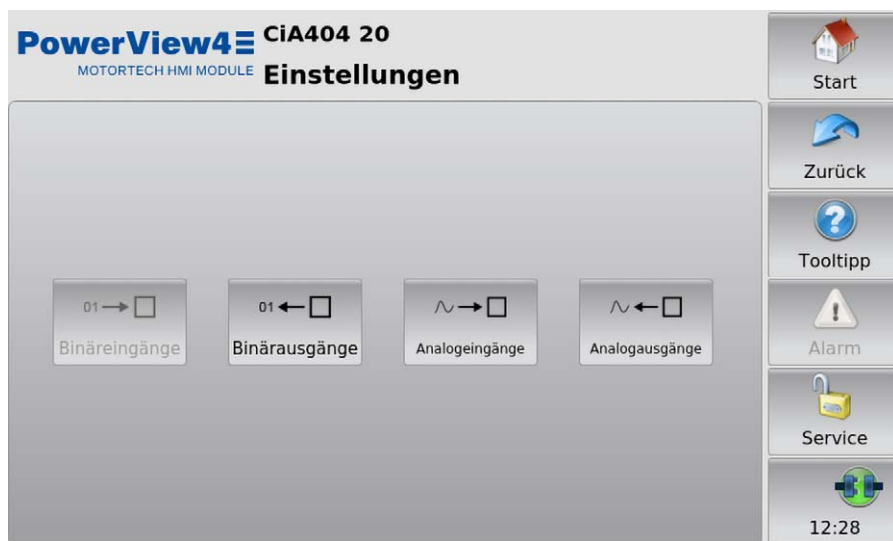 PowerView4
MOTORTECH HMI MODULE
CiA404 20
Einstellungen
01
Binäreingänge
01
Binärausgänge
Analogeingänge
Analogausgänge
Start
Zurück
Tooltipp
Alarm
Service
12:28